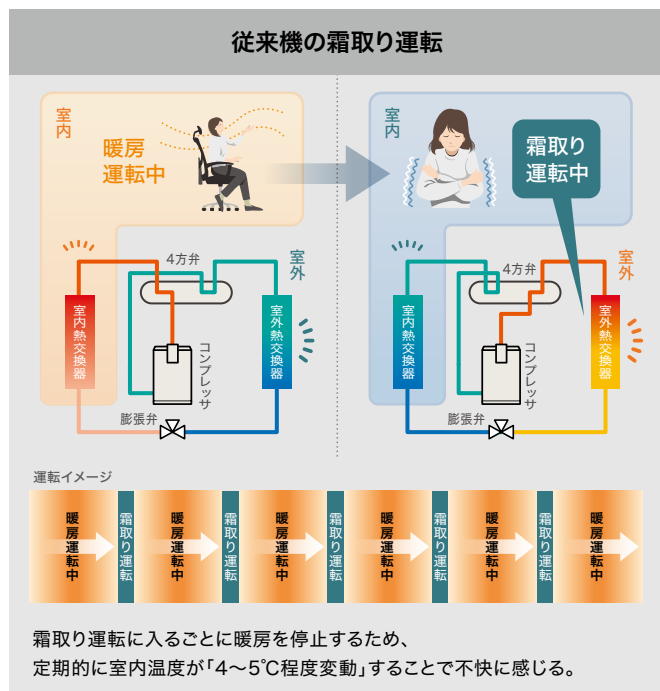 従来機の霜取り運転
室内
暖房
運転中
室内
霜取り
運転中
4方弁
室外
室内熱交換器
コンプレッサ
室外熱交換器
膨張弁
4方弁
室外
室内熱交換器
コンプレッサ
室外熱交換器
膨張弁
運転イメージ
暖房運転中
霜取り運転
暖房運転中
霜取り運転
暖房運転中
霜取り運転
暖房運転中
霜取り運転
暖房運転中
霜取り運転
暖房運転中
霜取り運転に入るごとに暖房を停止するため、
定期的に室内温度が「4〜5℃程度変動」することで不快に感じる。